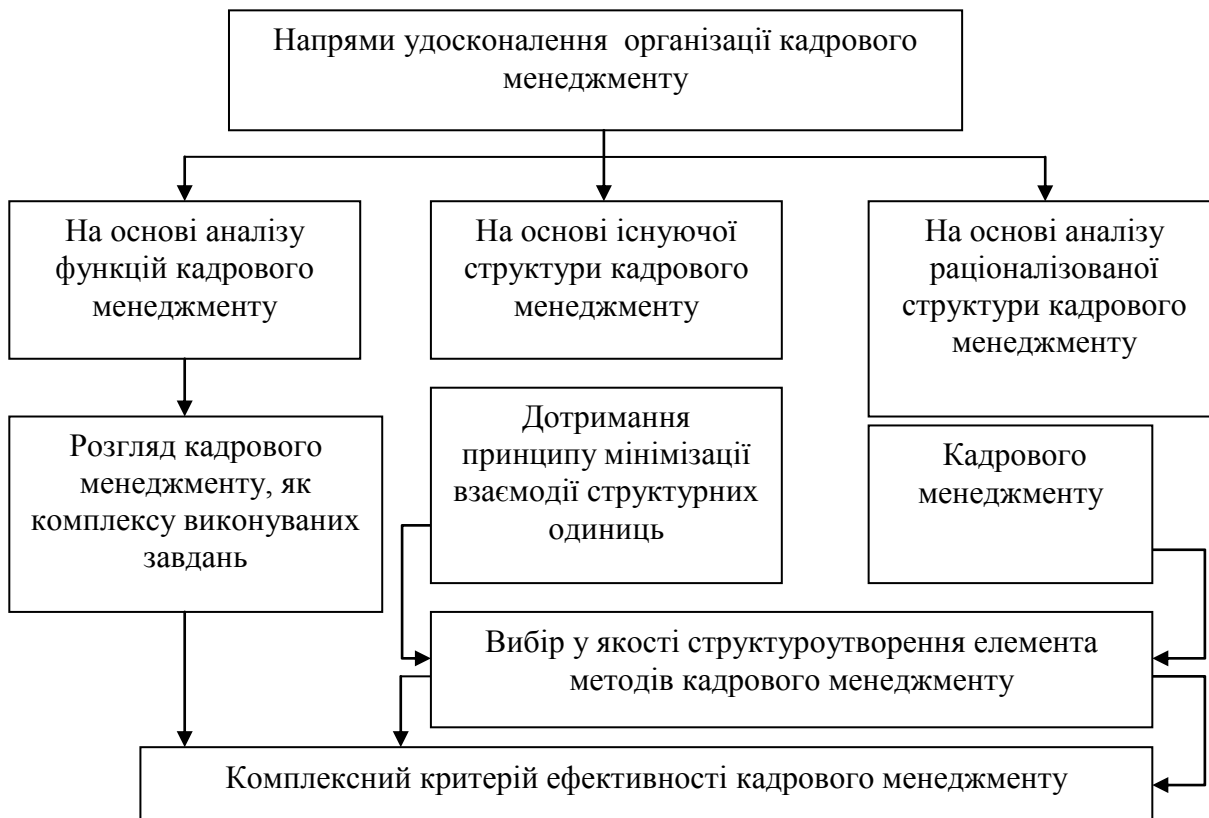 Напрями удосконалення організації кадрового
менеджменту
На основі аналізу
функцій кадрового
менеджменту
На основі існуючої
структури кадрового
менеджменту
На основі аналізу
раціоналізованої
структури кадрового
менеджменту
Розгляд кадрового
менеджменту, як
комплексу виконуваних
завдань
Дотримання
принципу мінімізації
взаємодії структурних
одиниць
Кадрового
менеджменту
Вибір у якості структуроутворення елемента
методів кадрового менеджменту
Комплексний критерій ефективності кадрового менеджменту